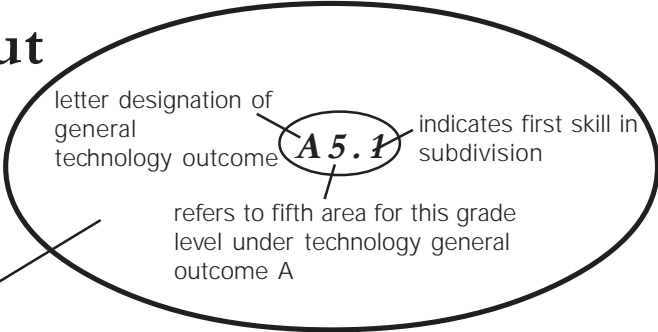 ut
letter designation of
general
technology outcome
A5.1
indicates first skill in
subdivision
refers to fifth area for this grade
level under technology general
outcome A